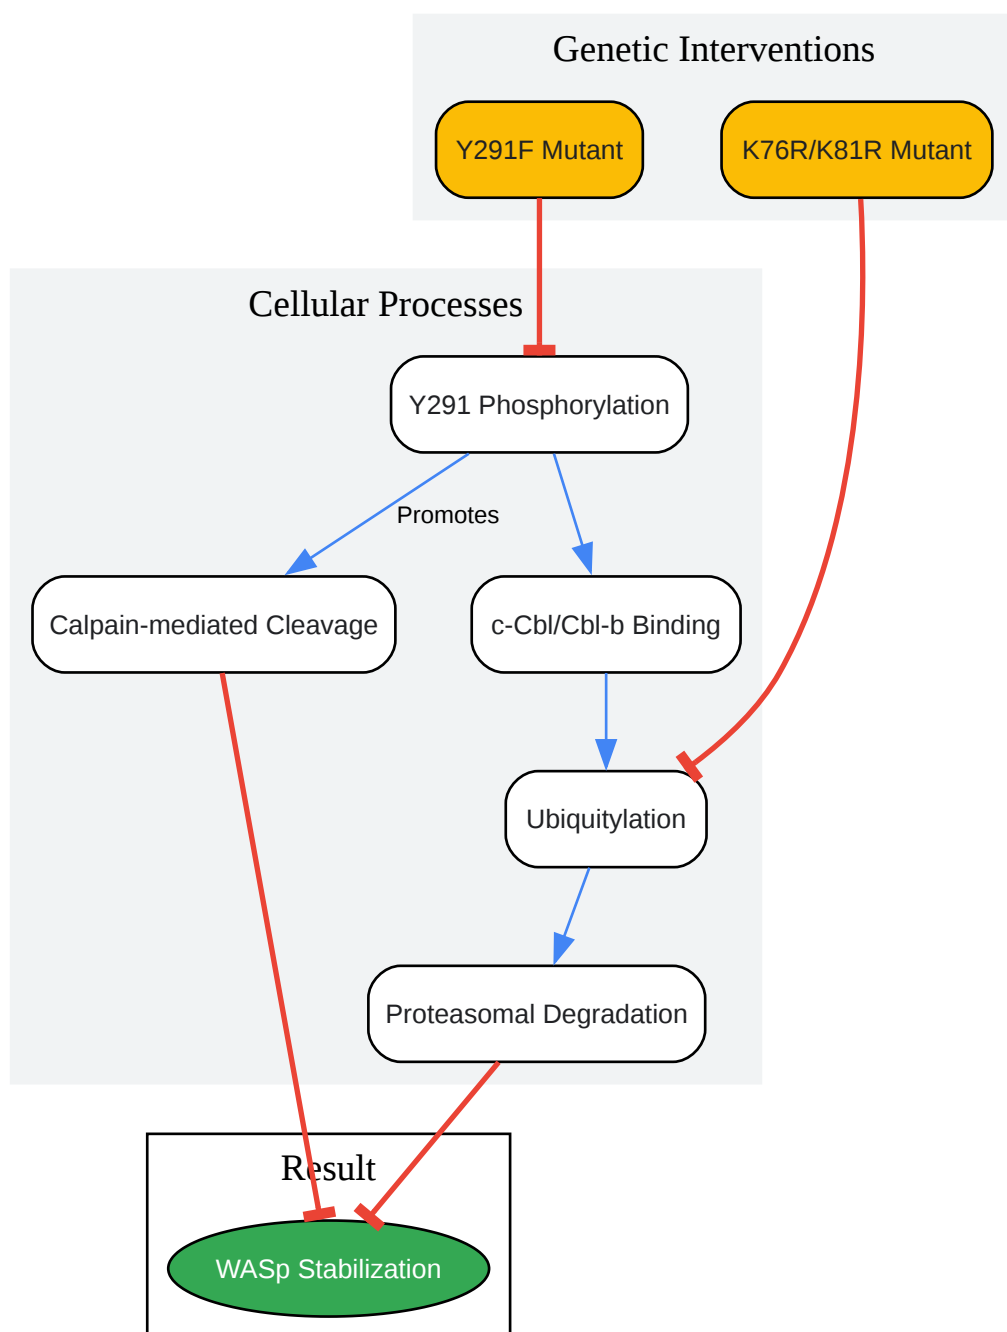 Genetic Interventions
Y291F Mutant
K76R/K81R Mutant
Cellular Processes
Y291 Phosphorylation
Promotes
Calpain-mediated Cleavage
c-Cbl/Cbl-b Binding
Ubiquitylation
Proteasomal Degradation
Result
WASp Stabilization